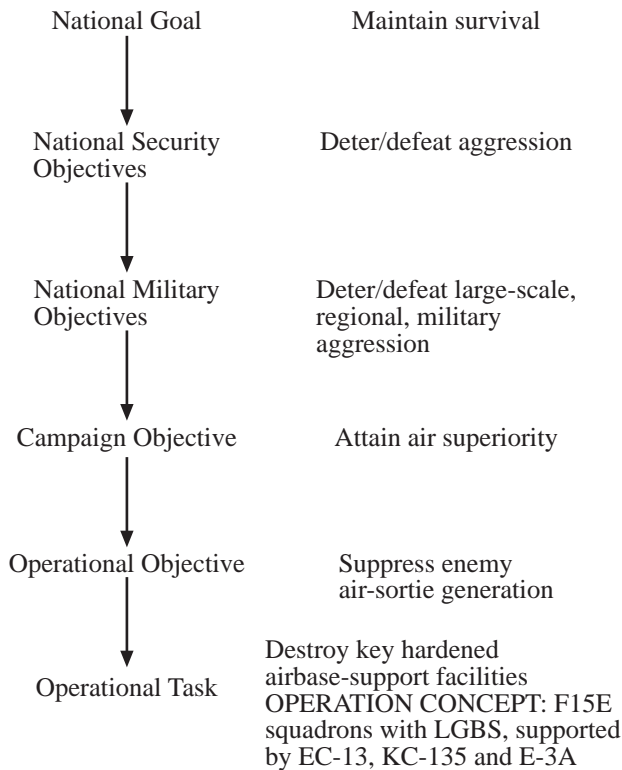 National Goal
Maintain survival
National Security
Objectives
Deter/defeat aggression
National Military
Objectives
Deter/defeat large-scale,
regional, military
aggression
Campaign Objective
Attain air superiority
Operational Objective
Suppress enemy
air-sortie generation
Operational Task
Destroy key hardened
airbase-support facilities
OPERATION CONCEPT: F15E
squadrons with LGBS, supported
by EC-13, KC-135 and E-3A